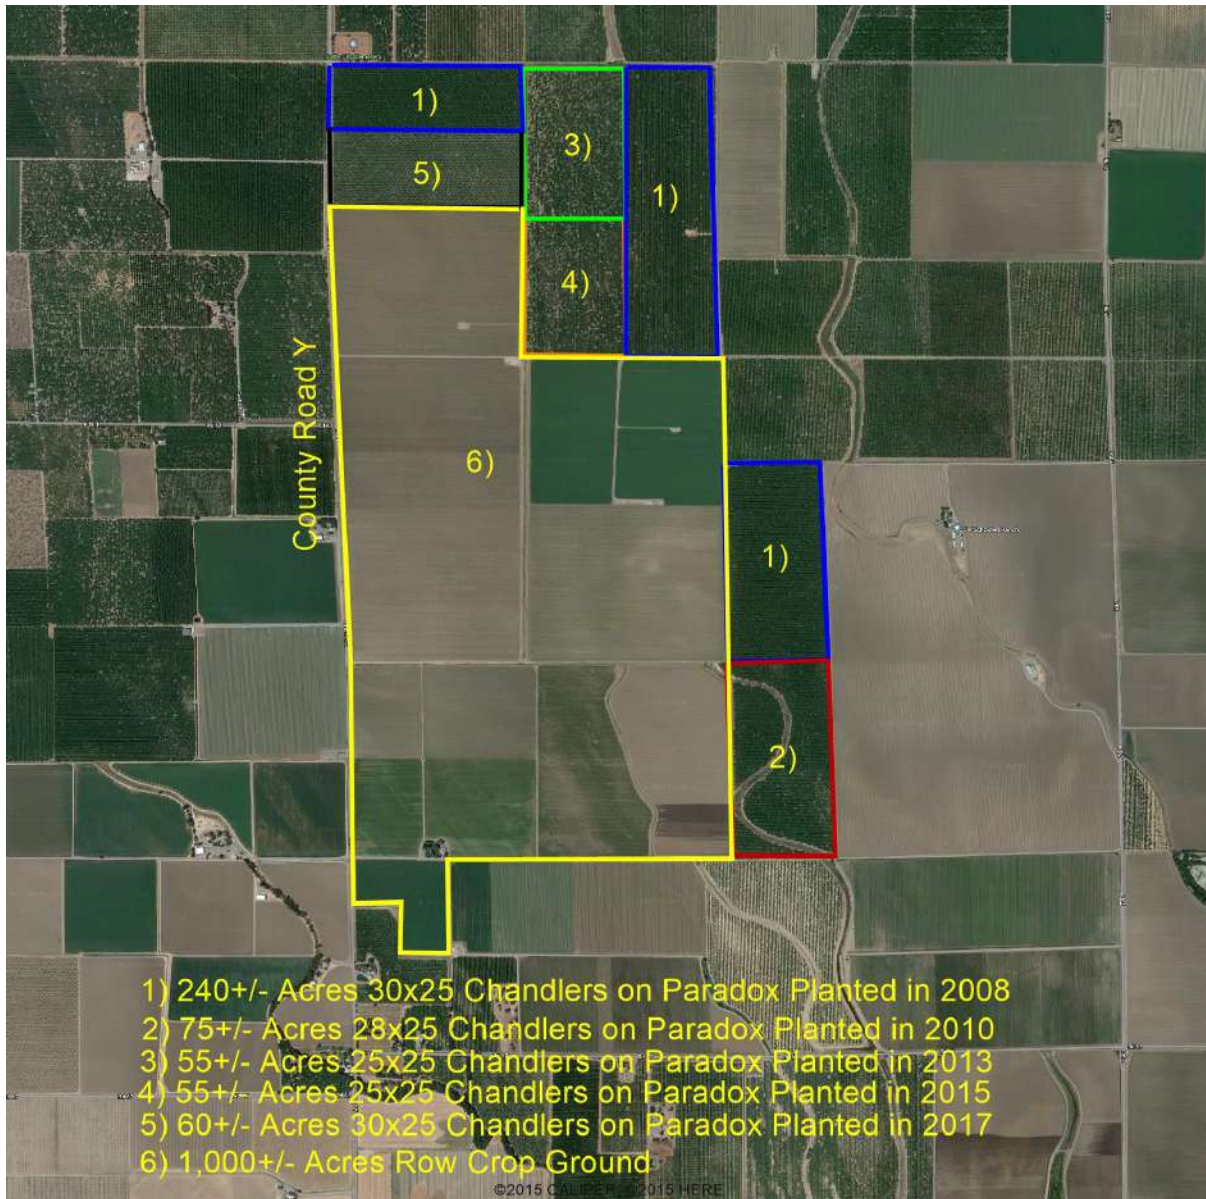 1)
3)
5)
1)
4)
County Road Y
6)
1)
2)
1) 240+/- Acres 30x25 Chandlers on Paradox Planted in 2008
2) 75+/- Acres 28x25 Chandlers on Paradox Planted in 2010
3) 55+/- Acres 25x25 Chandlers on Paradox Planted in 2013
4) 55+/- Acres 25x25 Chandlers on Paradox Planted in 2015
5) 60+/- Acres 30x25 Chandlers on Paradox Planted in 2017
6) 1,000+/- Acres Row Crop Ground
©2015 CALIPER; ©2015 HERE